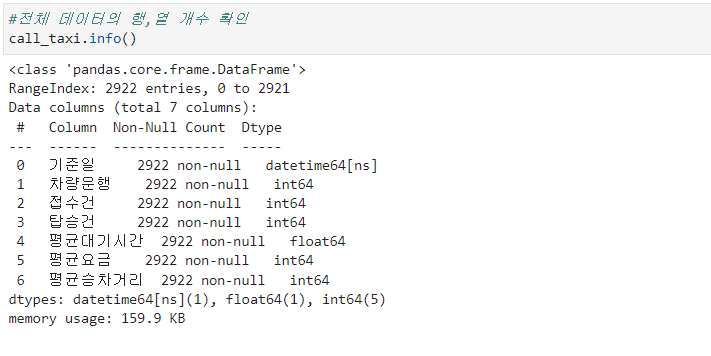 #전체 데이터의 행,열 개수 확인
call_taxi.info()
<class 'pandas.core.frame.DataFrame'>
RangeIndex: 2922 entries, 0 to 2921
Data columns (total 7 columns):
 #   Column  Non-Null Count  Dtype
---  ------  --------------  -----
 0   기준일     2922 non-null   datetime64[ns]
 1   차량운행    2922 non-null   int64
 2   접수건     2922 non-null   int64
 3   탑승건     2922 non-null   int64
 4   평균대기시간  2922 non-null   float64
 5   평균요금    2922 non-null   int64
 6   평균승차거리  2922 non-null   int64
dtypes: datetime64[ns](1), float64(1), int64(5)
memory usage: 159.9 KB